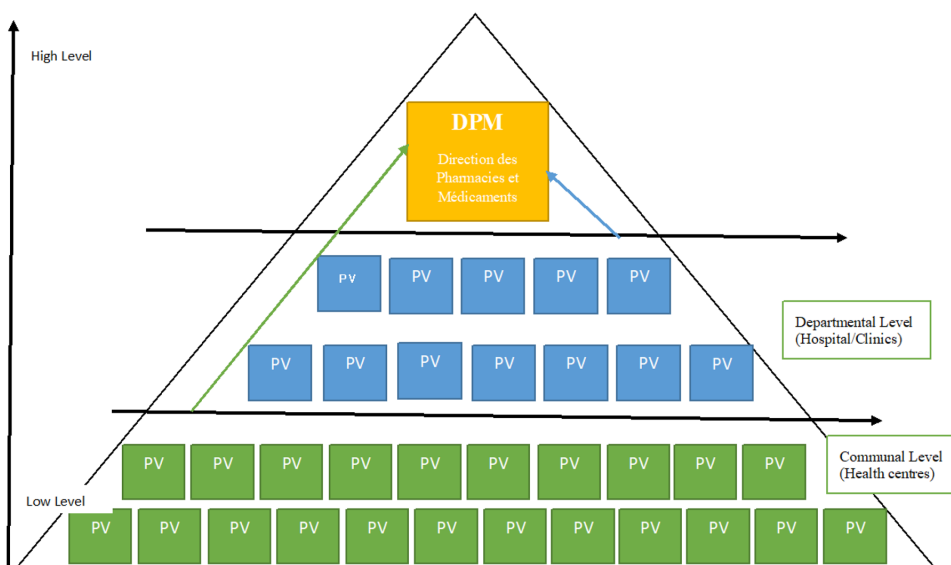 High Level
DPM
Direction des
Pharmacies et
Médicaments
PV PV PV PV PV
Departmental Level
(Hospital/Clinics)
PV PV PV PV PV PV PV
PV PV PV PV PV PV PV PV PV PV
Communal Level
(Health centres)
Low Level
PV PV PV PV PV PV PV PV PV PV PV PV